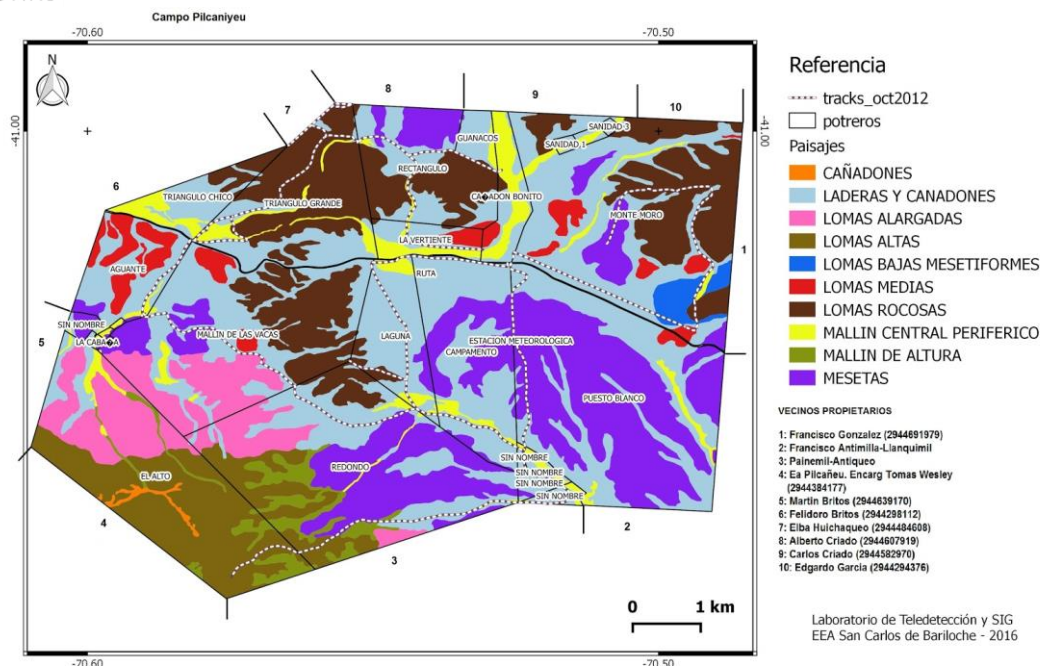 Campo Pilcaniyeu
-70.60
-70.50
N
-41.00
-41.00
8
9
10
7
6
5
4
3
2
1
SANIDAD 3
SANIDAD 1
GUANACOS
RECTANGULO
TRIANGULO CHICO
TRIANGULO GRANDE
CA�ADON BONITO
MONTE MORO
LA VERTIENTE
AGUANTE
RUTA
SIN NOMBRE
LA CABA�A
MALLIN DE LAS VACAS
LAGUNA
ESTACION METEOROLOGICA
CAMPAMENTO
PUESTO BLANCO
REDONDO
SIN NOMBRE
SIN NOMBRE
SIN NOMBRE
SIN NOMBRE
EL ALTO
0 1 km
-70.60
-70.50
Referencia
tracks_oct2012
potreros
Paisajes
CAÑADONES
LADERAS Y CANADONES
LOMAS ALARGADAS
LOMAS ALTAS
LOMAS BAJAS MESETIFORMES
LOMAS MEDIAS
LOMAS ROCOSAS
MALLIN CENTRAL PERIFERICO
MALLIN DE ALTURA
MESETAS
VECINOS PROPIETARIOS
1: Francisco Gonzalez (2944691979)
2: Francisco Antimilla-Llanquimil
3: Painemil-Antiqueo
4: Ea Pilcañeu. Encarg Tomas Wesley
(2944384177)
5: Martin Britos (2944639170)
6: Felidoro Britos (2944298112)
7: Elba Huichaqueo (2944484608)
8: Alberto Criado (2944607919)
9: Carlos Criado (2944582970)
10: Edgardo Garcia (2944294376)
Laboratorio de Teledetección y SIG
EEA San Carlos de Bariloche - 2016